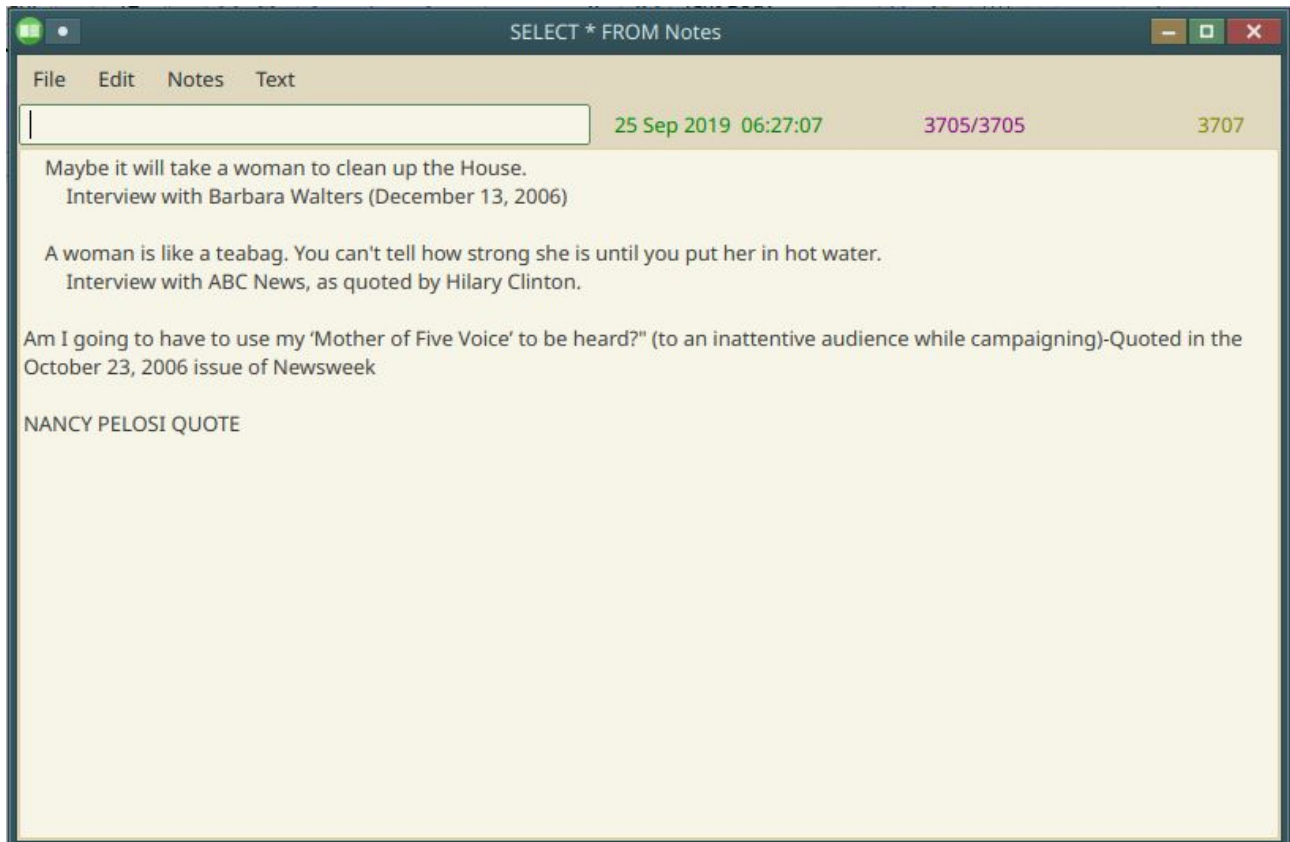 SELECT * FROM Notes
File Edit Notes Text
25 Sep 2019 06:27:07 3705/3705 3707
Maybe it will take a woman to clean up the House.
Interview with Barbara Walters (December 13, 2006)
A woman is like a teabag. You can't tell how strong she is until you put her in hot water.
Interview with ABC News, as quoted by Hilary Clinton.
Am I going to have to use my ‘Mother of Five Voice’ to be heard?" (to an inattentive audience while campaigning)-Quoted in the
October 23, 2006 issue of Newsweek
NANCY PELOSI QUOTE